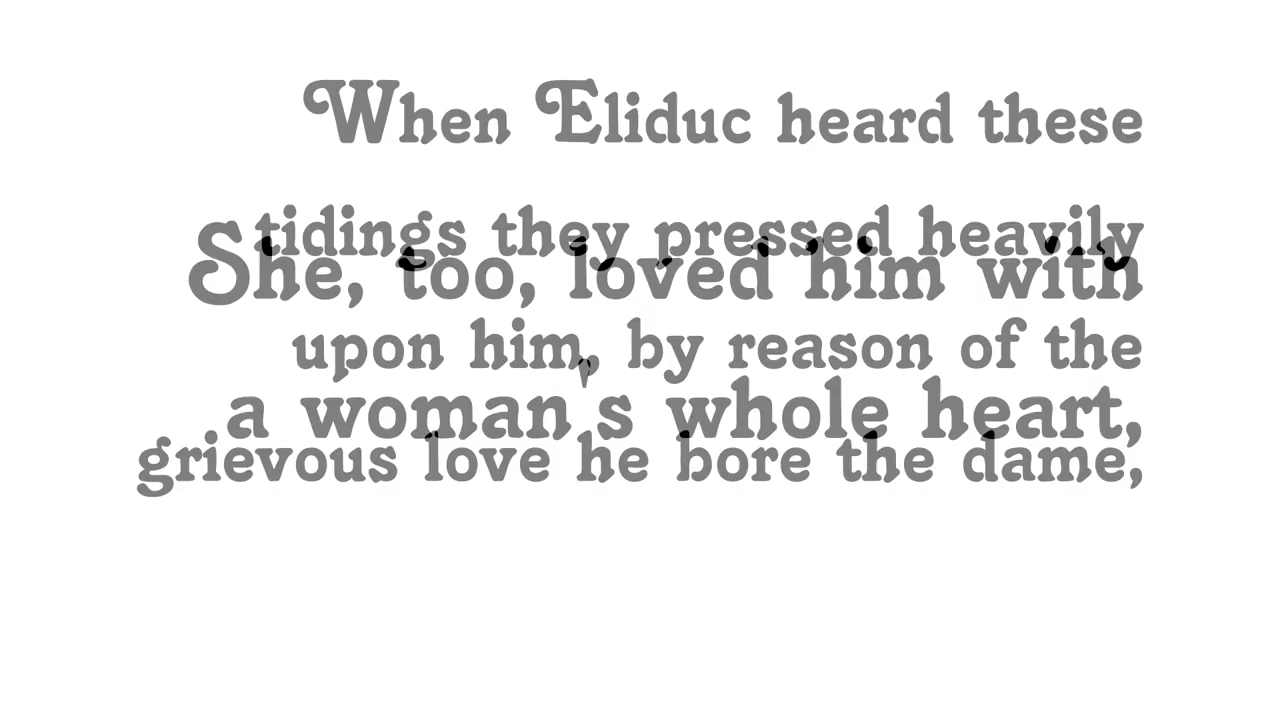 When Eliduc heard these
tidings they pressed heavily
upon him, by reason of the
grievous love he bore the dame,
She, too, loved him with
a woman's whole heart,